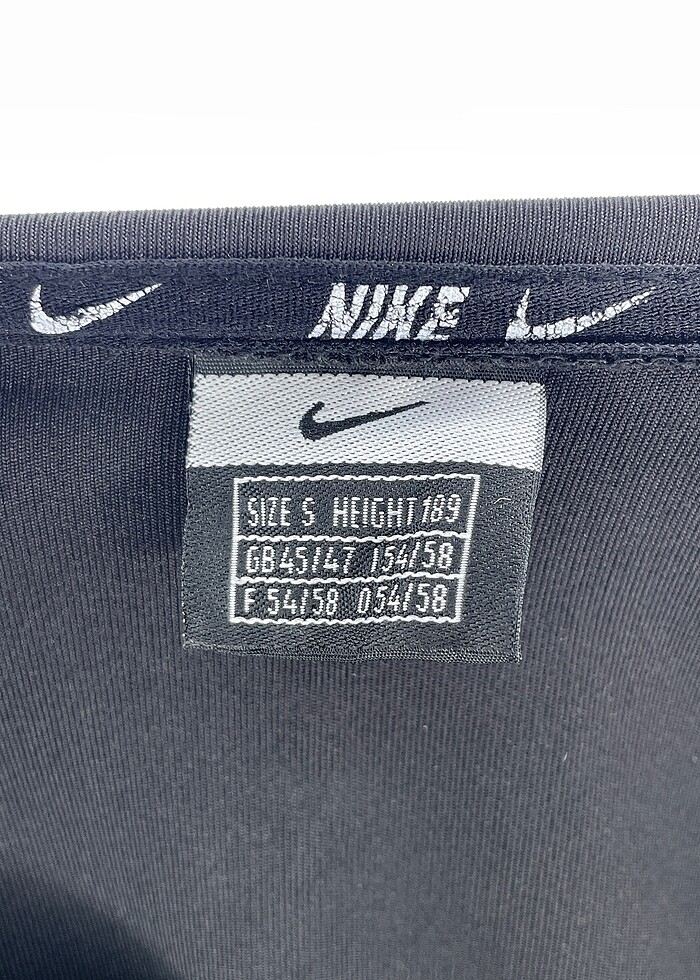 NIKE
SIZE S HEIGHT 189
GB 45/47 I 54/58
F 54/58 D 54/58